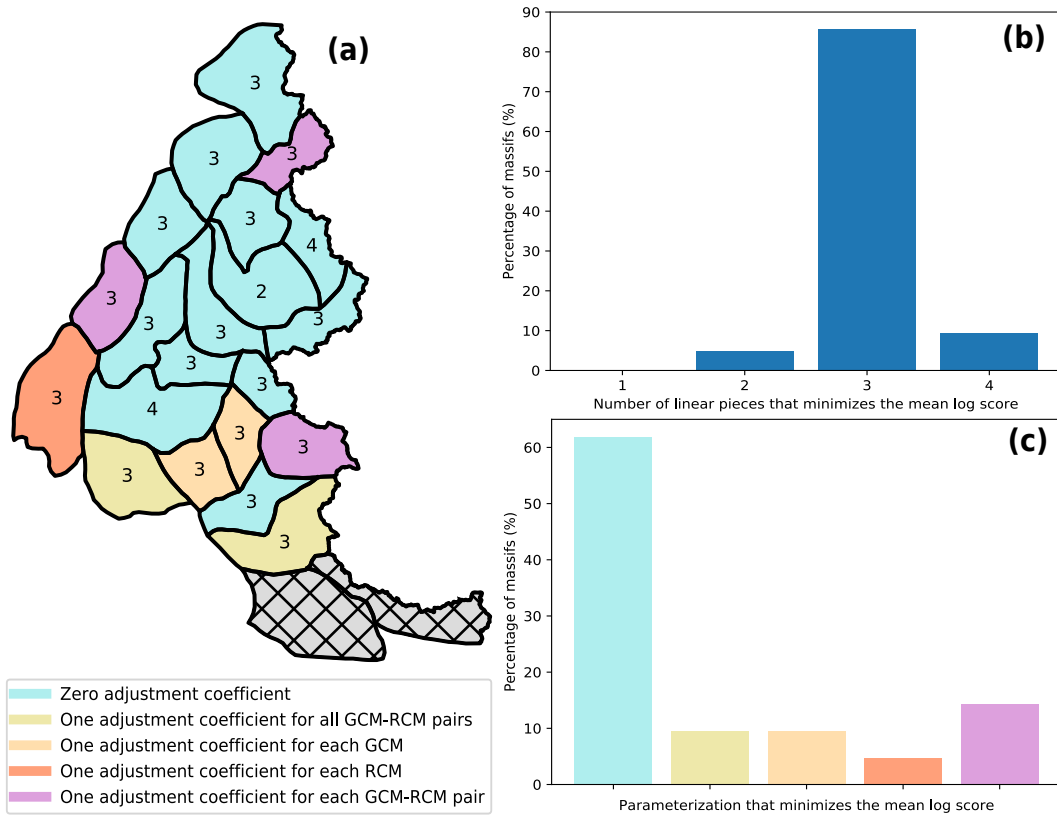 (a)
3
3
3
3
3
4
3
2
3
3
3
3
3
3
4
3
3
3
3
3
3
Zero adjustment coefficient
One adjustment coefficient for all GCM-RCM pairs
One adjustment coefficient for each GCM
One adjustment coefficient for each RCM
One adjustment coefficient for each GCM-RCM pair
(b)
Percentage of massifs (%)
90
80
70
60
50
40
30
20
10
0
1 2 3 4
Number of linear pieces that minimizes the mean log score
(c)
Percentage of massifs (%)
60
50
40
30
20
10
0
Parameterization that minimizes the mean log score